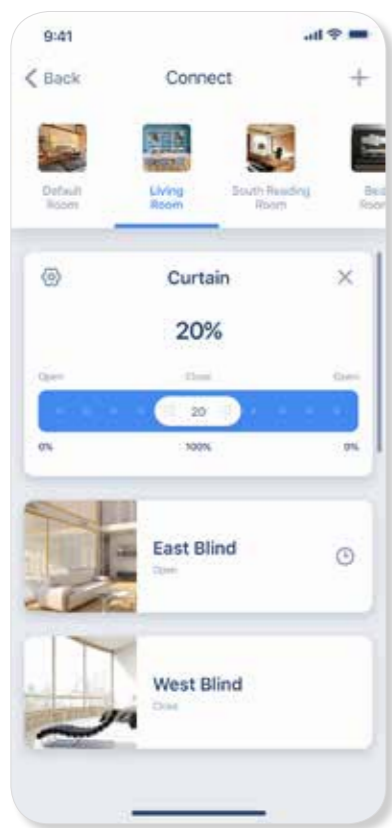 9:41
Back
Connect
Default
Room
Living
Room
South Reading
Room
Curtain
20%
Open
Close
Open
20
0%
100%
0%
East Blind
Open
West Blind
Close